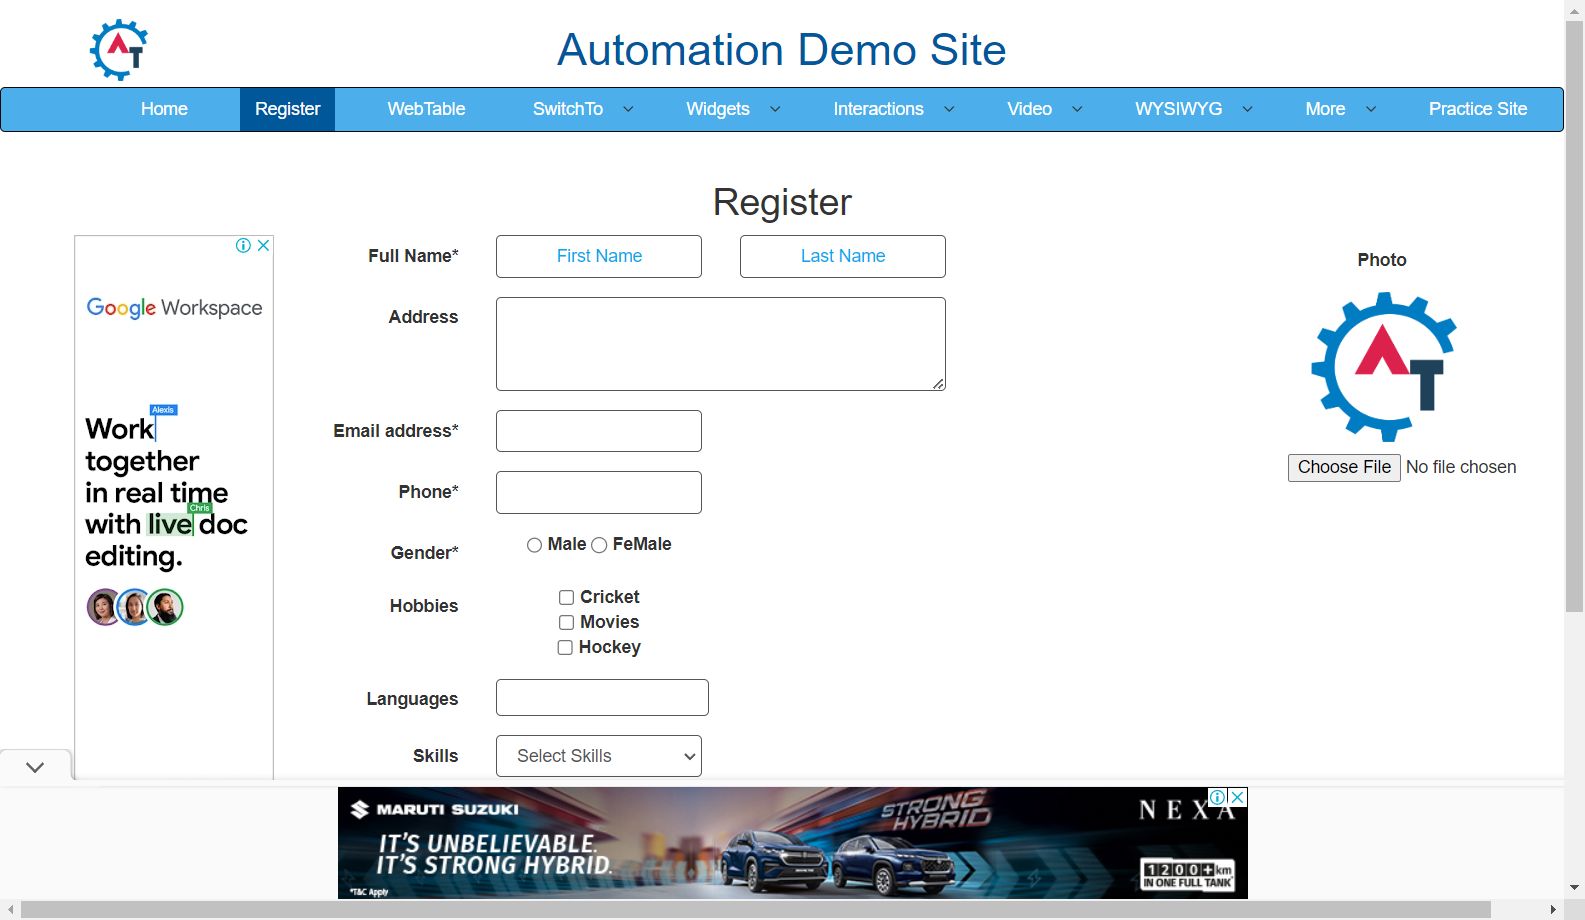 Automation Demo Site
Home Register WebTable SwitchTo Widgets Interactions Video WYSIWYG More Practice Site
Register
Full Name* First Name Last Name
Address
Email address*
Phone*
Gender* Male FeMale
Hobbies Cricket
Movies
Hockey
Languages
Skills Select Skills
Photo
AT
Choose File No file chosen
Google Workspace
Alexis
Work
together
in real time
Chris
with live doc
editing.
MARUTI SUZUKI
IT'S UNBELIEVABLE.
IT'S STRONG HYBRID.
*T&C Apply
STRONG
HYBRID
NEXA
1200+km
IN ONE FULL TANK*